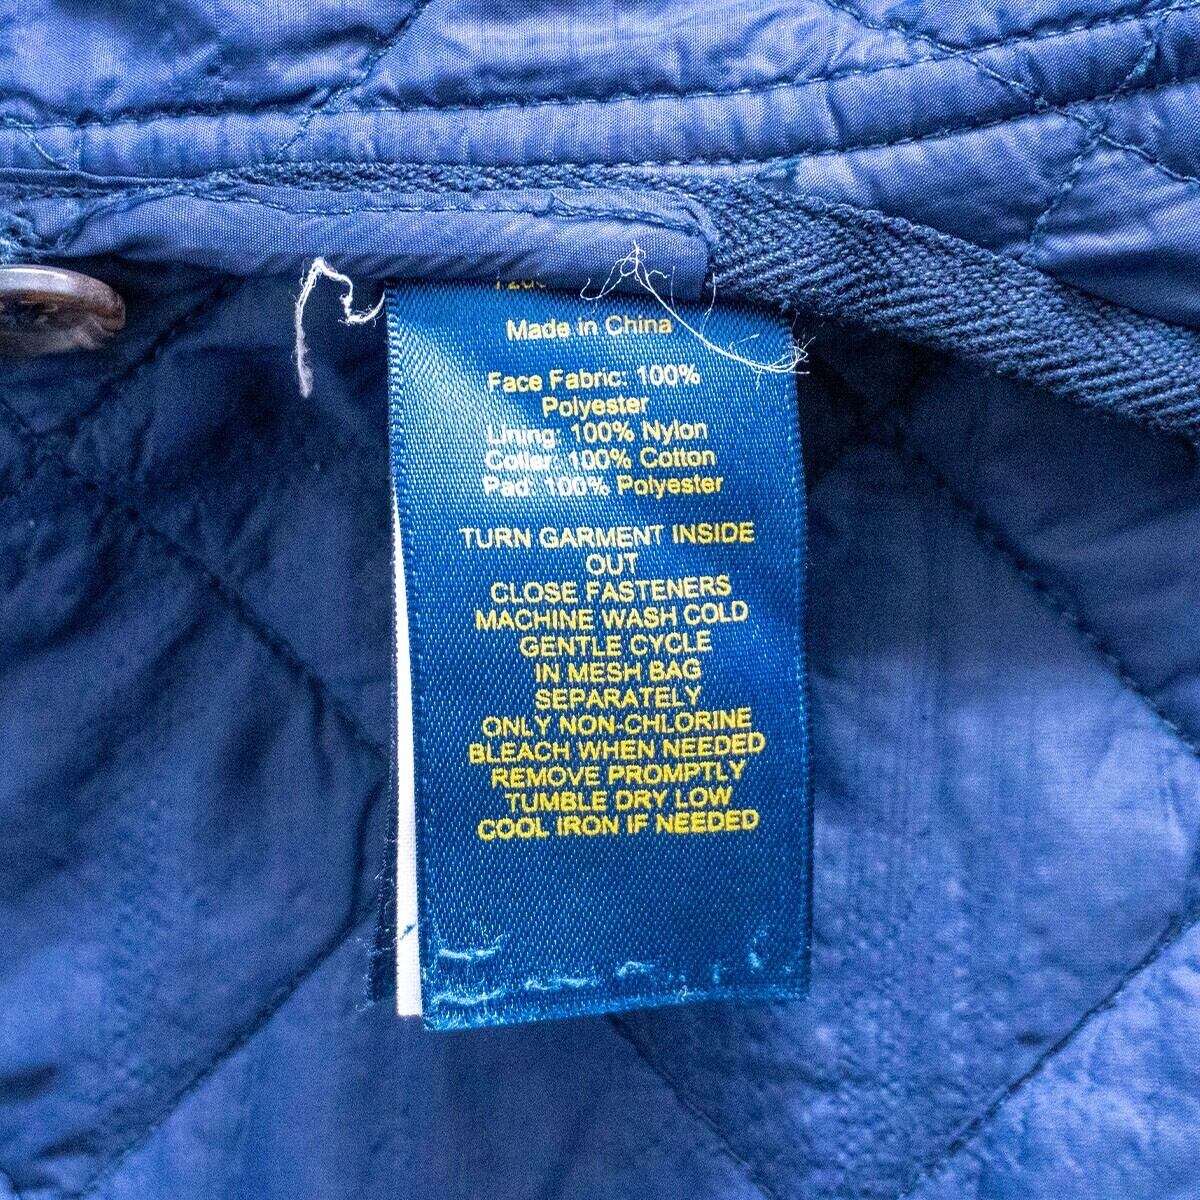 Made in China
Face Fabric: 100%
Polyester
Lining: 100% Nylon
Collar: 100% Cotton
Pad: 100% Polyester
TURN GARMENT INSIDE
OUT
CLOSE FASTENERS
MACHINE WASH COLD
GENTLE CYCLE
IN MESH BAG
SEPARATELY
ONLY NON-CHLORINE
BLEACH WHEN NEEDED
REMOVE PROMPTLY
TUMBLE DRY LOW
COOL IRON IF NEEDED